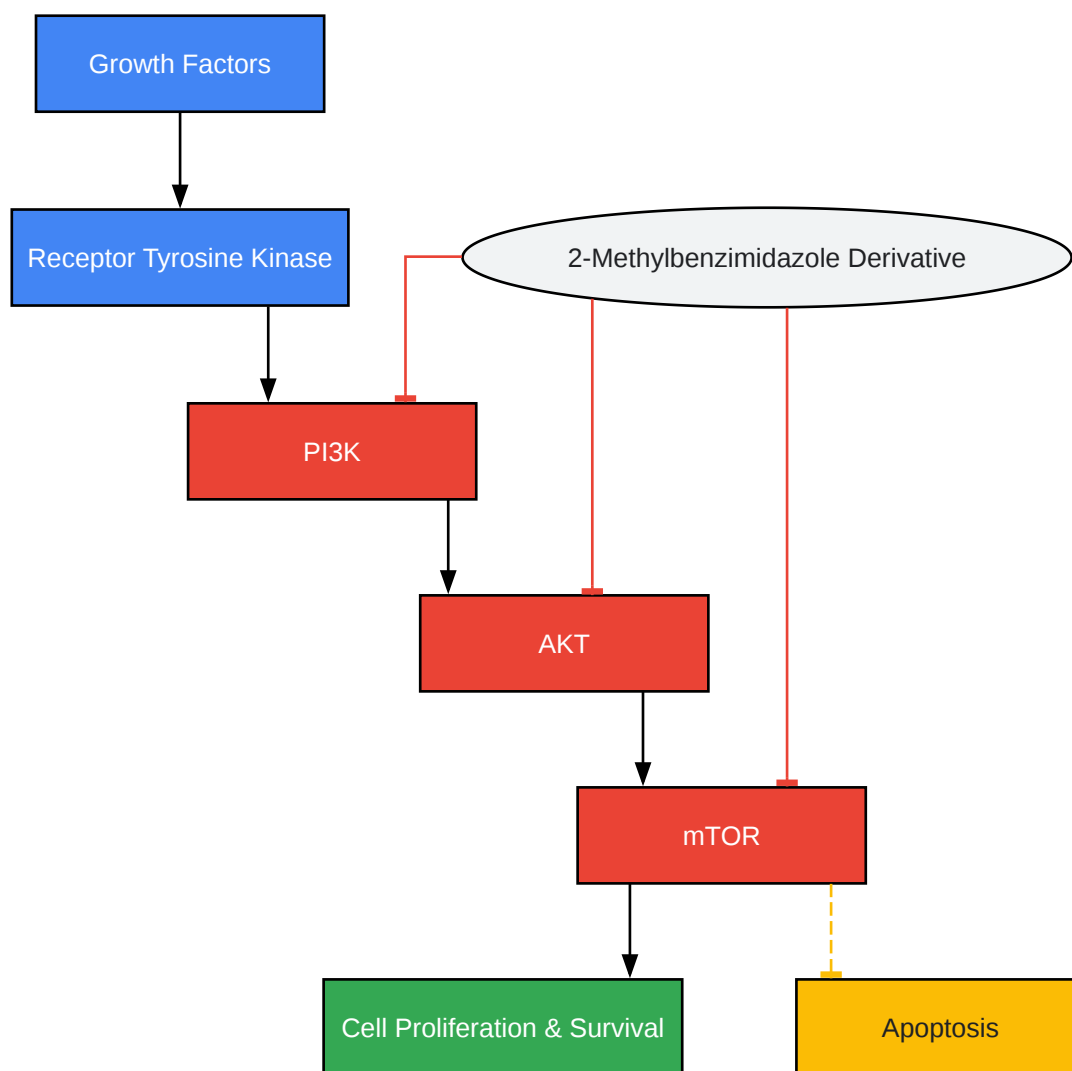 Growth Factors
Receptor Tyrosine Kinase
2-Methylbenzimidazole Derivative
PI3K
AKT
mTOR
Cell Proliferation & Survival
Apoptosis